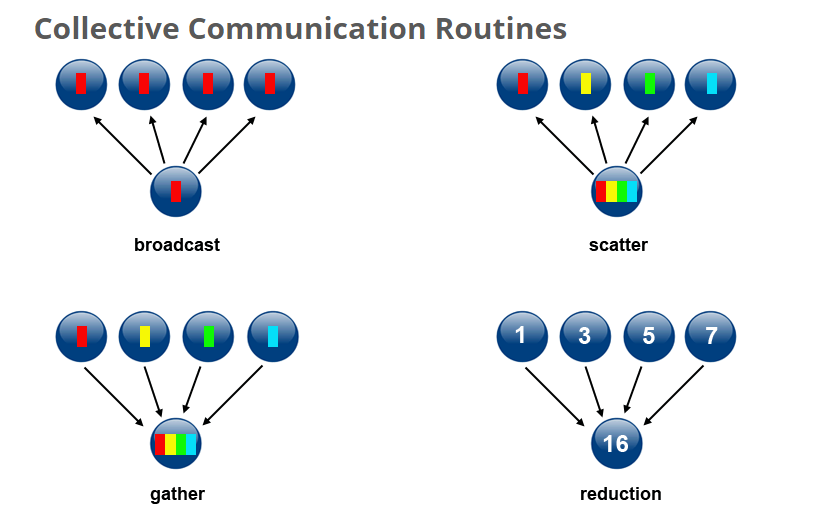 Collective Communication Routines
broadcast
scatter
1 3 5 7
16
gather
reduction